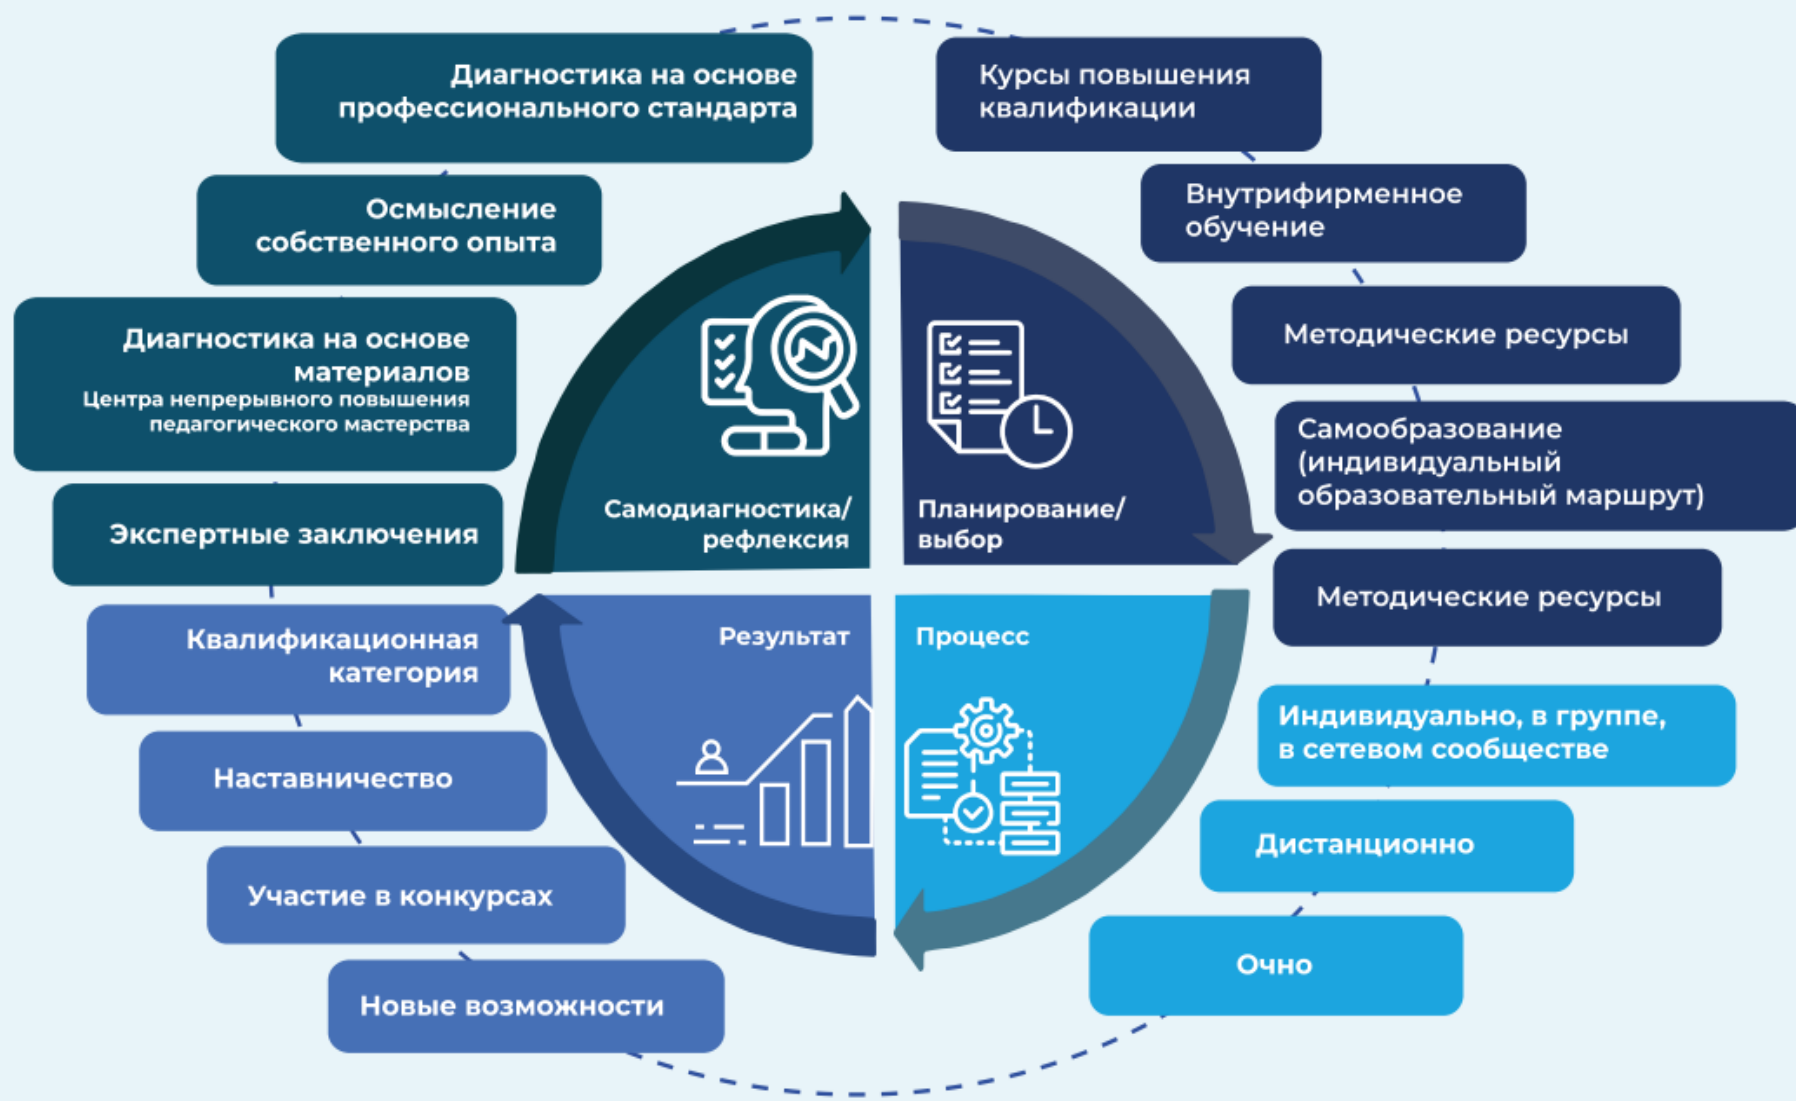 Диагностика на основе
профессионального стандарта
Осмысление
собственного опыта
Диагностика на основе
материалов
Центра непрерывного повышения
педагогического мастерства
Экспертные заключения
Квалификационная
категория
Наставничество
Участие в конкурсах
Новые возможности
Самодиагностика/
рефлексия
Планирование/
выбор
Результат
Процесс
Курсы повышения
квалификации
Внутрифирменное
обучение
Методические ресурсы
Самообразование
(индивидуальный
образовательный маршрут)
Методические ресурсы
Индивидуально, в группе,
в сетевом сообществе
Дистанционно
Очно